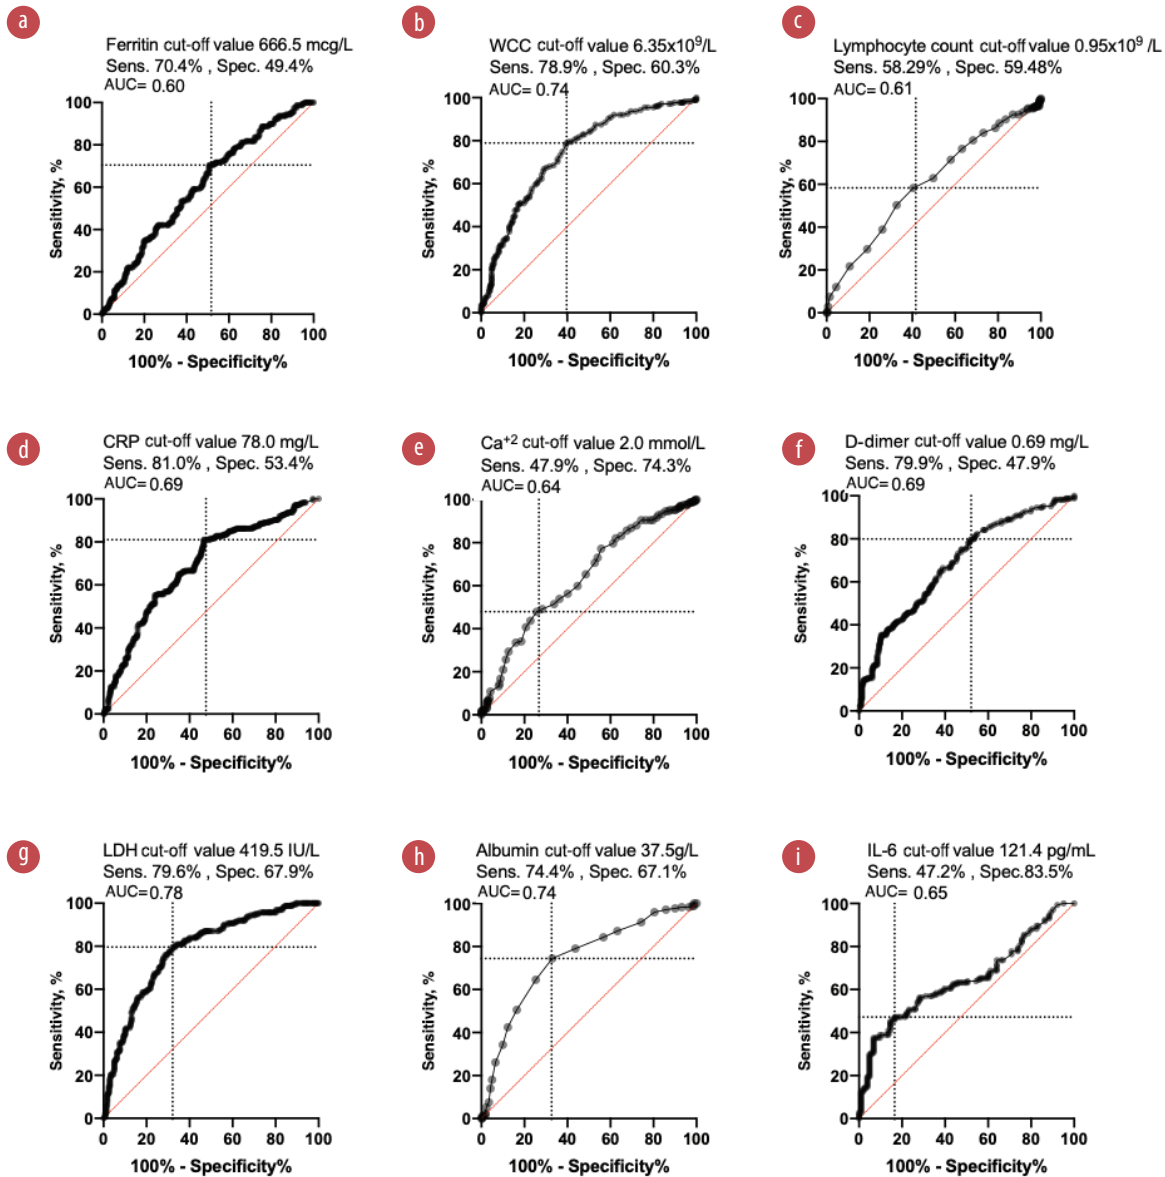 a
Ferritin cut-off value 666.5 mcg/L
Sens. 70.4% , Spec. 49.4%
AUC= 0.60
Sensitivity, %
100
80
60
40
20
0
0 20 40 60 80 100
100% - Specificity%
b
WCC cut-off value 6.35x10⁹/L
Sens. 78.9% , Spec. 60.3%
AUC= 0.74
Sensitivity, %
100
80
60
40
20
0
0 20 40 60 80 100
100% - Specificity%
c
Lymphocyte count cut-off value 0.95x10⁹ /L
Sens. 58.29% , Spec. 59.48%
AUC= 0.61
Sensitivity, %
100
80
60
40
20
0
0 20 40 60 80 100
100% - Specificity%
d
CRP cut-off value 78.0 mg/L
Sens. 81.0% , Spec. 53.4%
AUC= 0.69
Sensitivity, %
100
80
60
40
20
0
0 20 40 60 80 100
100% - Specificity%
e
Ca⁺² cut-off value 2.0 mmol/L
Sens. 47.9% , Spec. 74.3%
AUC= 0.64
Sensitivity, %
100
80
60
40
20
0
0 20 40 60 80 100
100% - Specificity%
f
D-dimer cut-off value 0.69 mg/L
Sens. 79.9% , Spec. 47.9%
AUC= 0.69
Sensitivity, %
100
80
60
40
20
0
0 20 40 60 80 100
100% - Specificity%
g
LDH cut-off value 419.5 IU/L
Sens. 79.6% , Spec. 67.9%
AUC= 0.78
Sensitivity, %
100
80
60
40
20
0
0 20 40 60 80 100
100% - Specificity%
h
Albumin cut-off value 37.5g/L
Sens. 74.4% , Spec. 67.1%
AUC= 0.74
Sensitivity, %
100
80
60
40
20
0
0 20 40 60 80 100
100% - Specificity%
i
IL-6 cut-off value 121.4 pg/mL
Sens. 47.2% , Spec.83.5%
AUC= 0.65
Sensitivity, %
100
80
60
40
20
0
0 20 40 60 80 100
100% - Specificity%